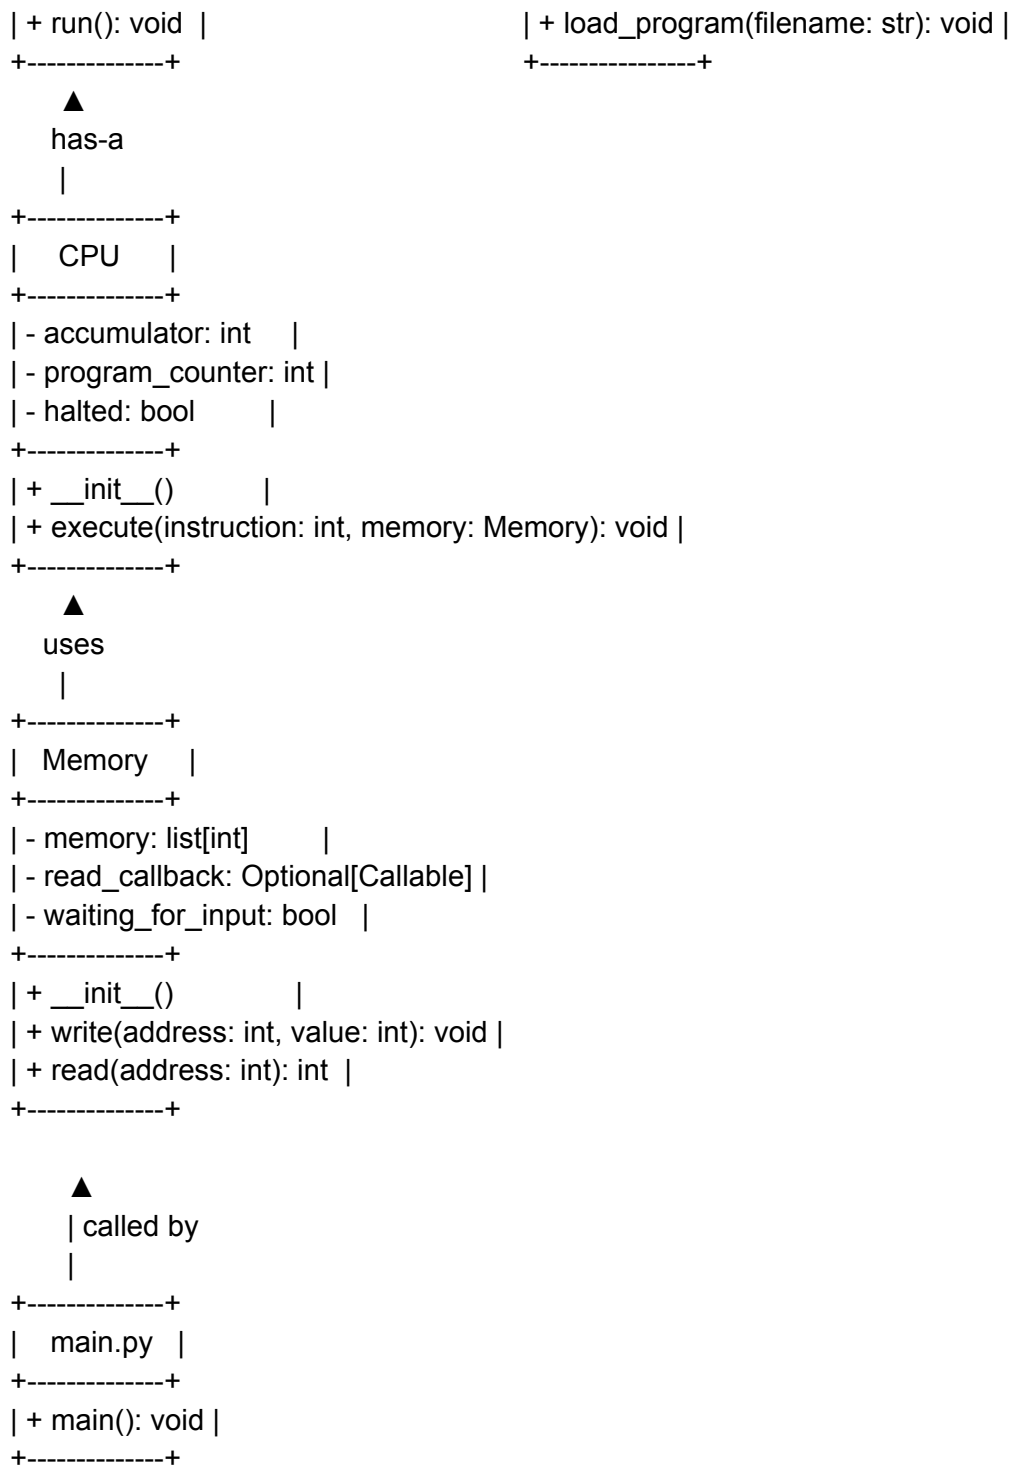 | + run(): void  |                                       | + load_program(filename: str): void |
+--------------+                                          +----------------+
▲
has-a
|
+--------------+
|     CPU      |
+--------------+
| - accumulator: int     |
| - program_counter: int |
| - halted: bool         |
+--------------+
| + __init__()           |
| + execute(instruction: int, memory: Memory): void |
+--------------+
▲
uses
|
+--------------+
|   Memory     |
+--------------+
| - memory: list[int]         |
| - read_callback: Optional[Callable] |
| - waiting_for_input: bool   |
+--------------+
| + __init__()              |
| + write(address: int, value: int): void |
| + read(address: int): int  |
+--------------+
▲
| called by
|
+--------------+
|    main.py   |
+--------------+
| + main(): void |
+--------------+